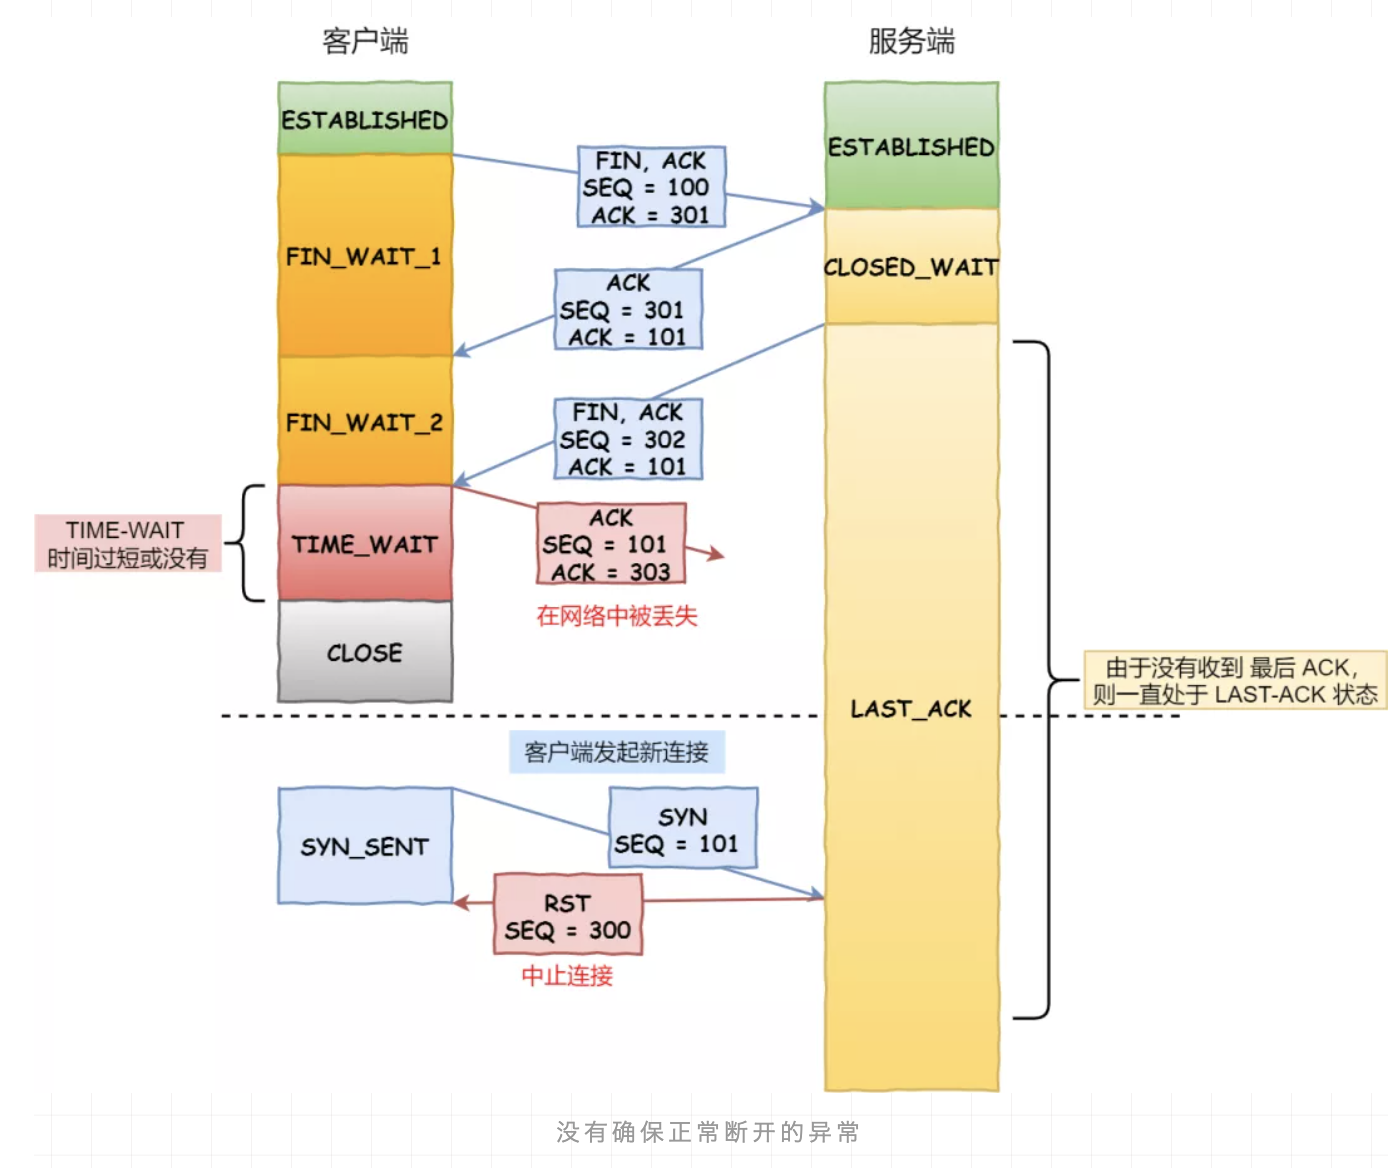 客户端
服务端
ESTABLISHED
ESTABLISHED
FIN, ACK
SEQ = 100
ACK = 301
FIN_WAIT_1
CLOSED_WAIT
ACK
SEQ = 301
ACK = 101
FIN_WAIT_2
FIN, ACK
SEQ = 302
ACK = 101
TIME-WAIT
时间过短或没有
TIME_WAIT
ACK
SEQ = 101
ACK = 303
在网络中被丢失
CLOSE
由于没有收到 最后 ACK，
则一直处于 LAST-ACK 状态
LAST_ACK
客户端发起新连接
SYN_SENT
SYN
SEQ = 101
RST
SEQ = 300
中止连接
没有确保正常断开的异常